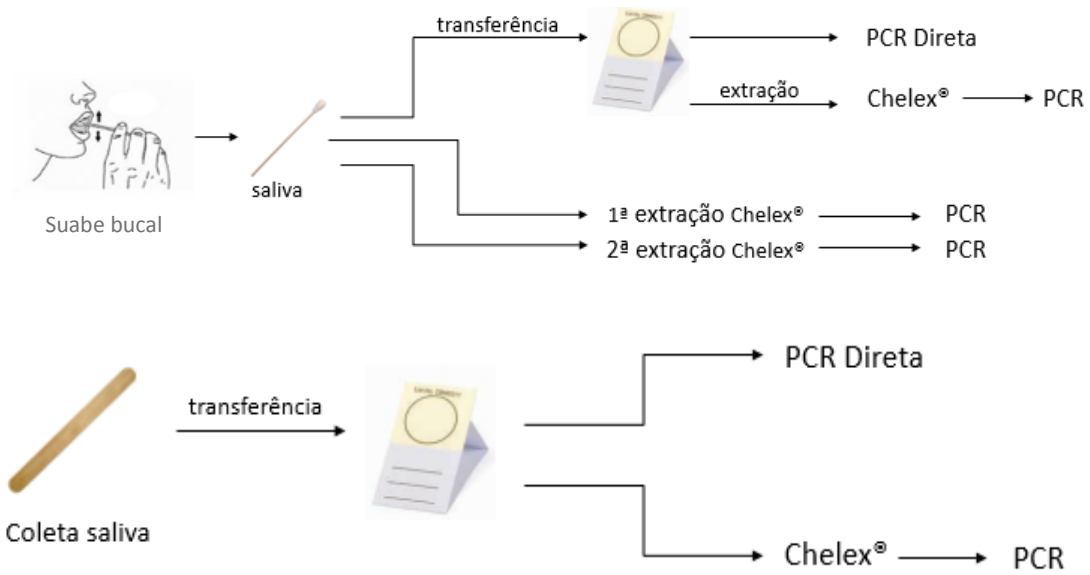 transferência
PCR Direta
extração
Chelex®
PCR
saliva
Suabe bucal
1ª extração Chelex®
PCR
2ª extração Chelex®
PCR
PCR Direta
transferência
Coleta saliva
Chelex®
PCR